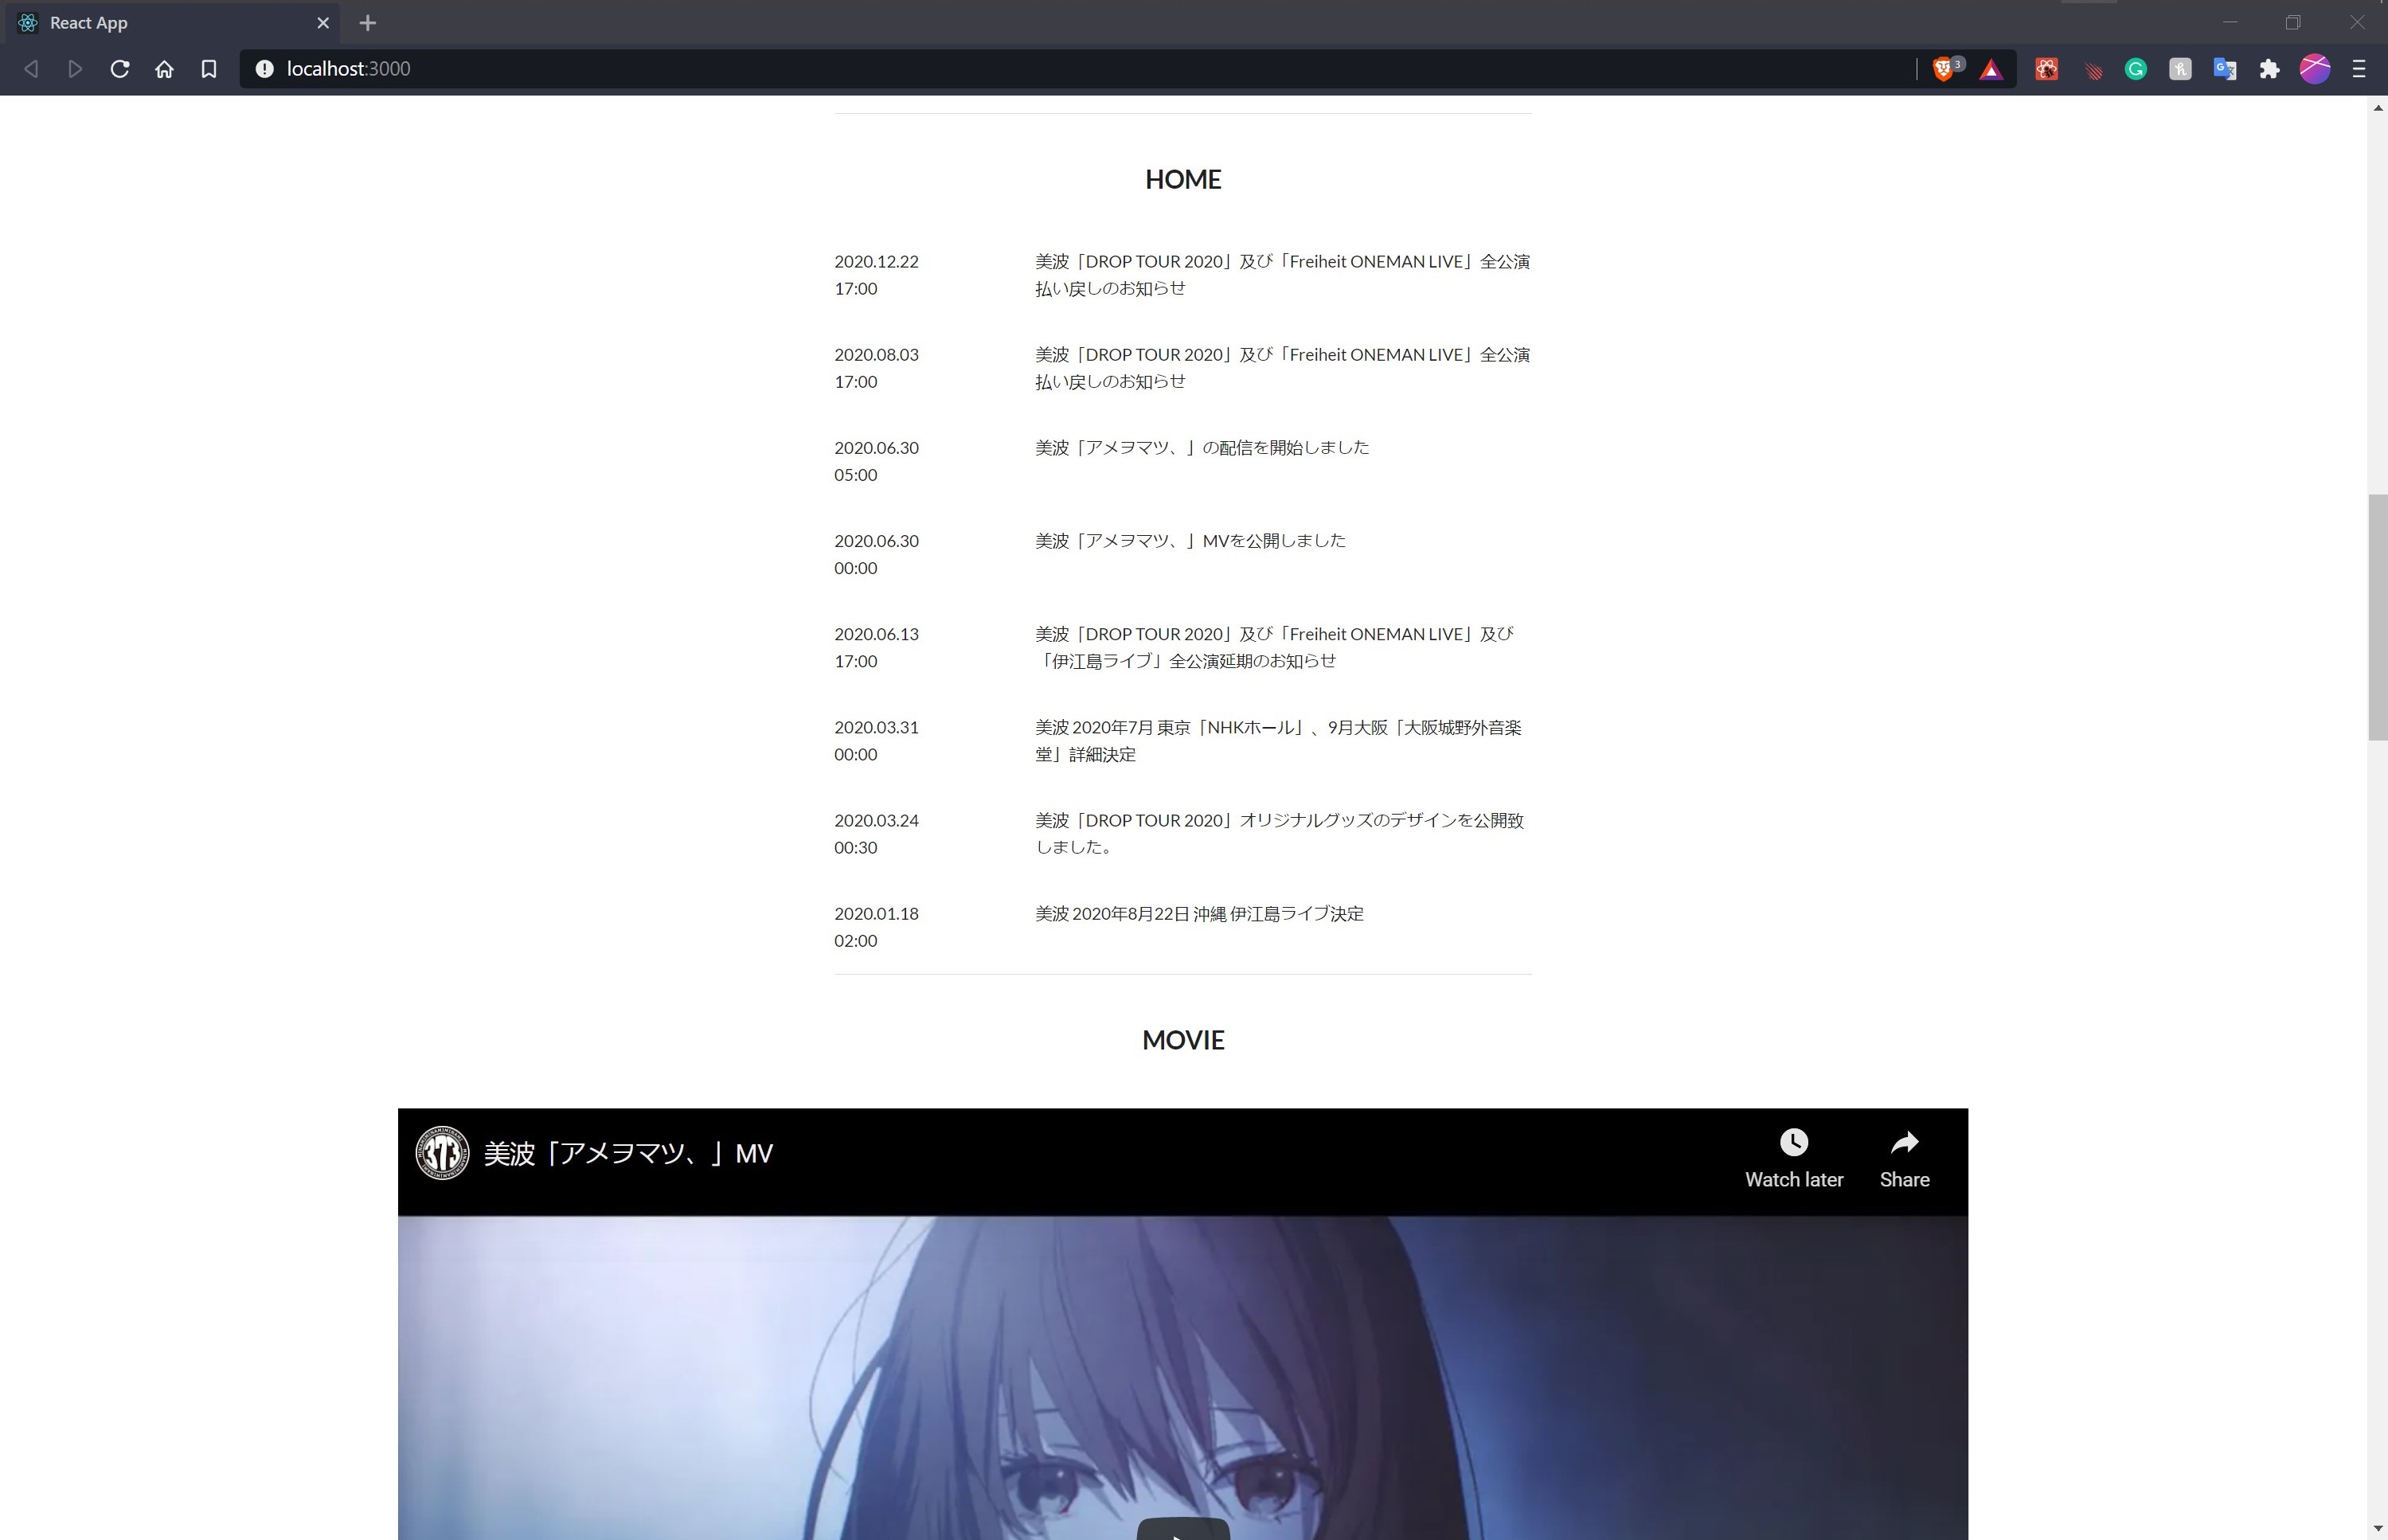 React App
localhost:3000
3
HOME
2020.12.22
17:00
美波「DROP TOUR 2020」及び「Freiheit ONEMAN LIVE」全公演
払い戻しのお知らせ
2020.08.03
17:00
美波「DROP TOUR 2020」及び「Freiheit ONEMAN LIVE」全公演
払い戻しのお知らせ
2020.06.30
05:00
美波「アメヲマツ、」の配信を開始しました
2020.06.30
00:00
美波「アメヲマツ、」MVを公開しました
2020.06.13
17:00
美波「DROP TOUR 2020」及び「Freiheit ONEMAN LIVE」及び
「伊江島ライブ」全公演延期のお知らせ
2020.03.31
00:00
美波 2020年7月 東京「NHKホール」、9月大阪「大阪城野外音楽
堂」詳細決定
2020.03.24
00:30
美波「DROP TOUR 2020」オリジナルグッズのデザインを公開致
しました。
2020.01.18
02:00
美波 2020年8月22日 沖縄 伊江島ライブ決定
MOVIE
373
美波「アメヲマツ、」MV
Watch later
Share